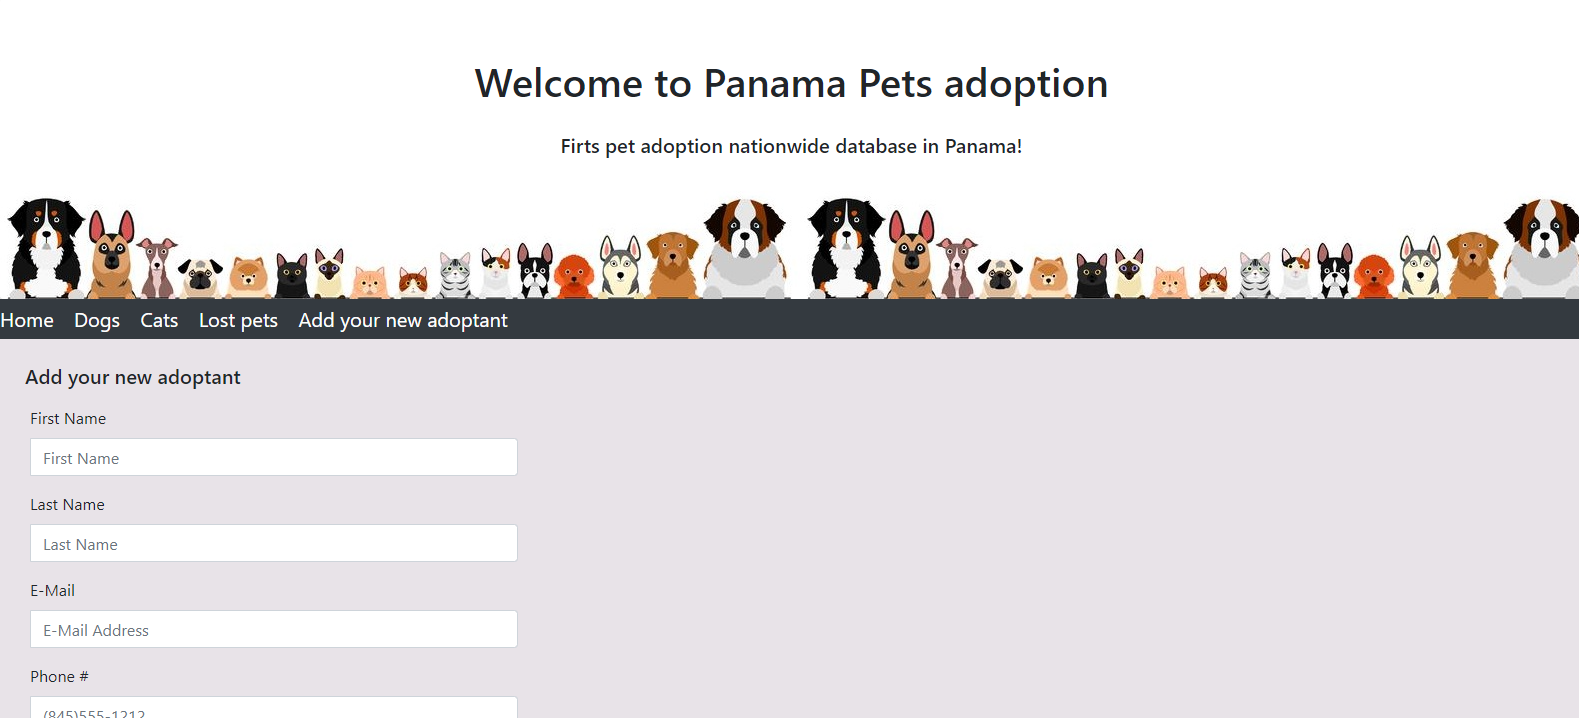 Welcome to Panama Pets adoption
Firts pet adoption nationwide database in Panama!
Home Dogs Cats Lost pets Add your new adoptant
Add your new adoptant
First Name
First Name
Last Name
Last Name
E-Mail
E-Mail Address
Phone #
(845)555-1212